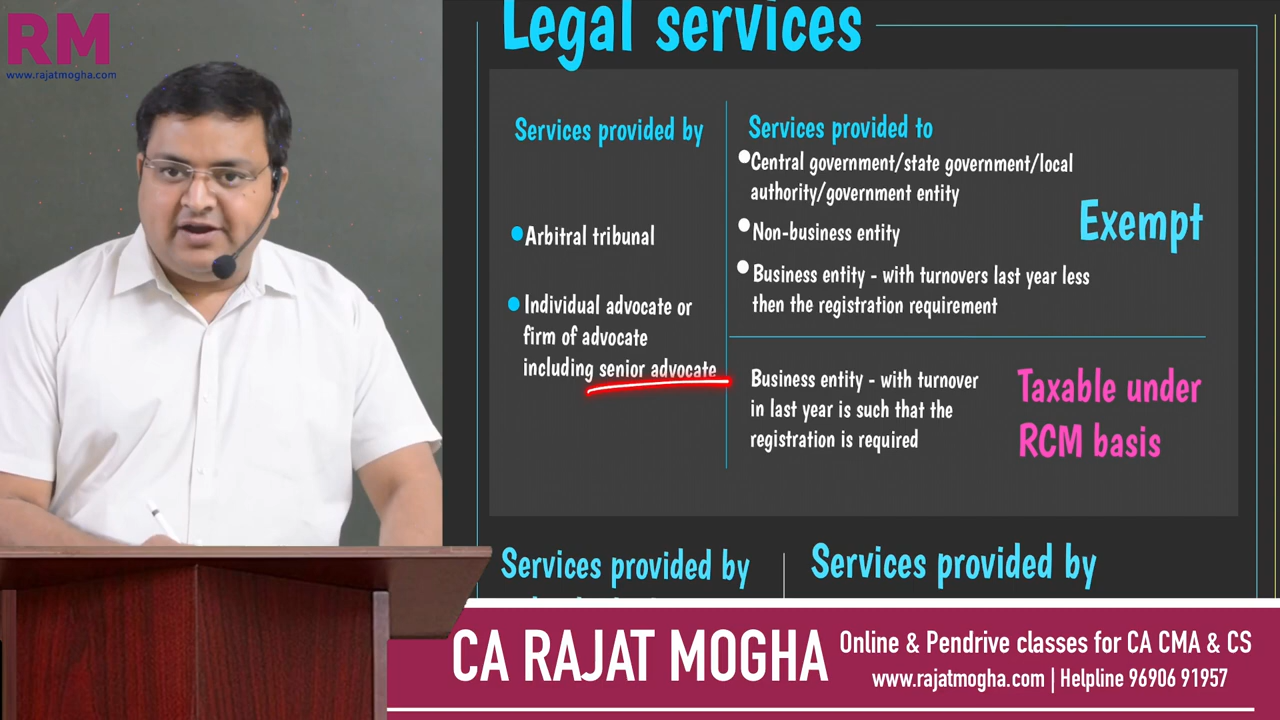 RM
www.rajatmogha.com
Legal services
Services provided by
Arbitral tribunal
Individual advocate or
firm of advocate
including senior advocate
Services provided to
Central government/state government/local
authority/government entity
Non-business entity
Business entity - with turnovers last year less
then the registration requirement
Exempt
Business entity - with turnover
in last year is such that the
registration is required
Taxable under
RCM basis
Services provided by
Services provided by
CA RAJAT MOGHA
Online & Pendrive classes for CA CMA & CS
www.rajatmogha.com | Helpline 96906 91957